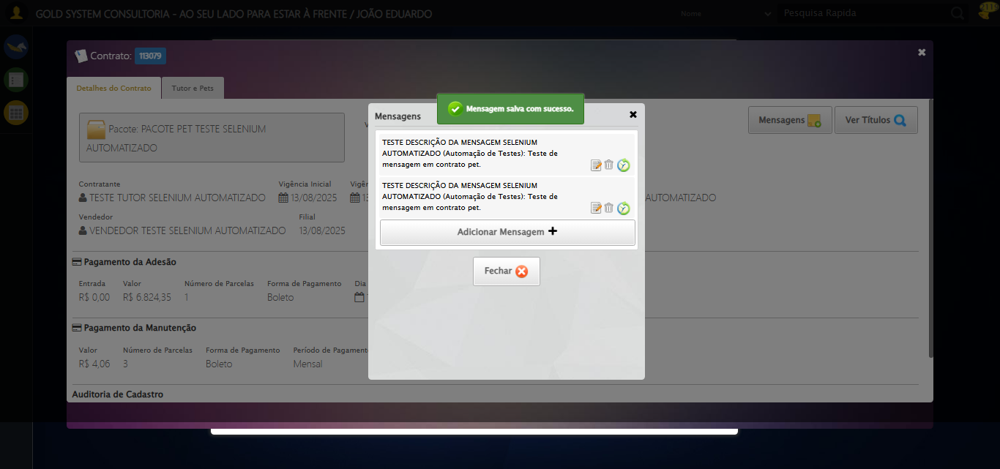 GOLD SYSTEM CONSULTORIA - AO SEU LADO PARA ESTAR À FRENTE / JOÃO EDUARDO
Nome
Pesquisa Rapida
Contrato: 113079
Detalhes do Contrato
Tutor e Pets
Mensagem salva com sucesso.
Mensagens
Mensagens
Ver Títulos
Pacote: PACOTE PET TESTE SELENIUM
AUTOMATIZADO
TESTE DESCRIÇÃO DA MENSAGEM SELENIUM
AUTOMATIZADO (Automação de Testes): Teste de
mensagem em contrato pet.
TESTE DESCRIÇÃO DA MENSAGEM SELENIUM
AUTOMATIZADO (Automação de Testes): Teste de
mensagem em contrato pet.
Adicionar Mensagem
Fechar
Contratante
Vigência Inicial
TESTE TUTOR SELENIUM AUTOMATIZADO
13/08/2025
AUTOMATIZADO
Vendedor
Filial
VENDEDOR TESTE SELENIUM AUTOMATIZADO
13/08/2025
Pagamento da Adesão
Entrada
Valor
Número de Parcelas
Forma de Pagamento
Dia
R$ 0,00
R$ 6.824,35
1
Boleto
Pagamento da Manutenção
Valor
Número de Parcelas
Forma de Pagamento
Período de Pagament
R$ 4,06
3
Boleto
Mensal
Auditoria de Cadastro